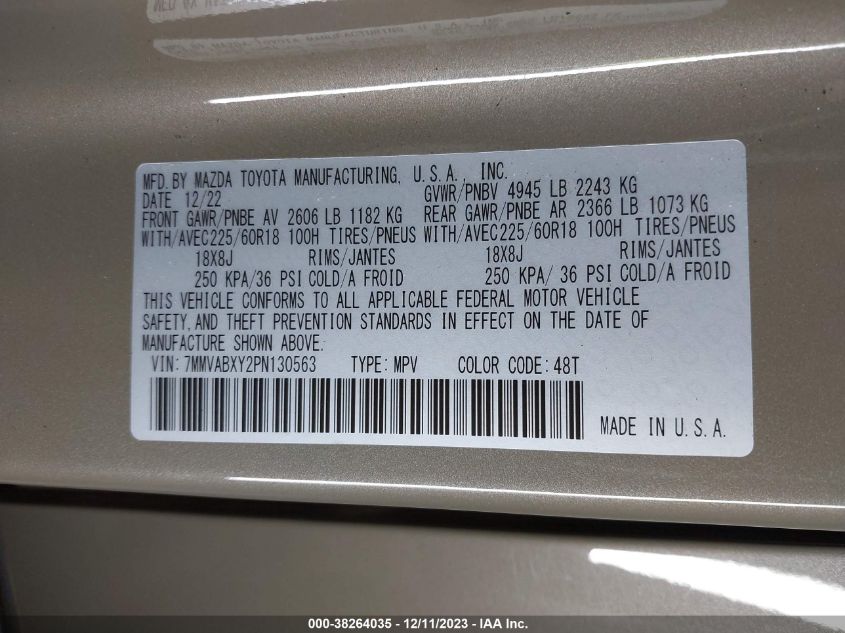 MFD. BY MAZDA TOYOTA MANUFACTURING, U.S.A., INC.
DATE 12/22 GVWR/PNBV 4945 LB 2243 KG
FRONT GAWR/PNBE AV 2606 LB 1182 KG REAR GAWR/PNBE AR 2366 LB 1073 KG
WITH/AVEC225/60R18 100H TIRES/PNEUS WITH/AVEC225/60R18 100H TIRES/PNEUS
18X8J RIMS/JANTES 18X8J RIMS/JANTES
250 KPA/36 PSI COLD/A FROID 250 KPA/ 36 PSI COLD/A FROID
THIS VEHICLE CONFORMS TO ALL APPLICABLE FEDERAL MOTOR VEHICLE
SAFETY, AND THEFT PREVENTION STANDARDS IN EFFECT ON THE DATE OF
MANUFACTURE SHOWN ABOVE.
VIN: 7MMVABXY2PN130563 TYPE: MPV COLOR CODE: 48T
MADE IN U.S.A.
000-38264035 - 12/11/2023 - IAA Inc.